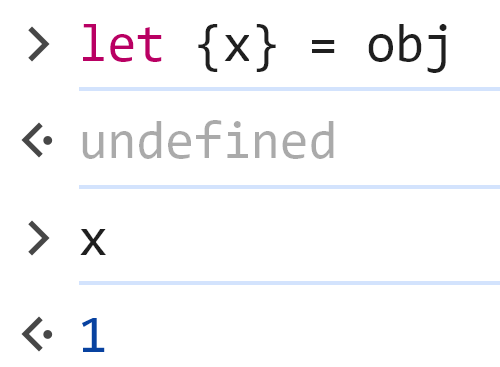 let {x} = obj
undefined
x
1